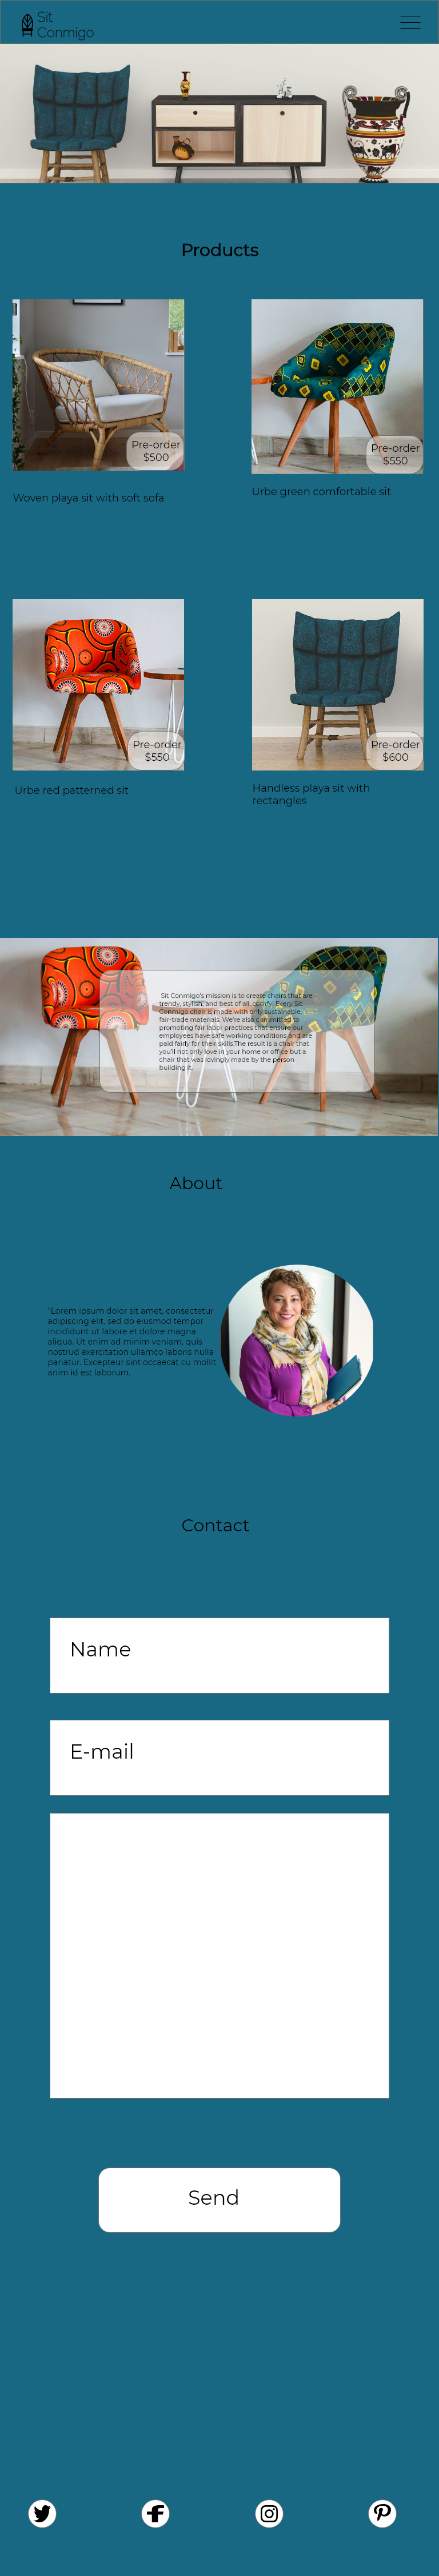 Sit
Conmigo
Products
Pre-order
$500
Pre-order
$550
Woven playa sit with soft sofa
Urbe green comfortable sit
Pre-order
$550
Pre-order
$600
Urbe red patterned sit
Handless playa sit with
rectangles
Sit Conmigo's mission is to create chairs that are
trendy, stylish, and best of all, comfy! Every Sit
Conmigo chair is made with only sustainable,
fair-trade materials. We're also committed to
promoting fair labor practices that ensure our
employees have safe working conditions and are
paid fairly for their skills.The result is a chair that
you'll not only love in your home or office but a
chair that was lovingly made by the person
building it.
About
"Lorem ipsum dolor sit amet, consectetur
adipiscing elit, sed do eiusmod tempor
incididunt ut labore et dolore magna
aliqua. Ut enim ad minim veniam, quis
nostrud exercitation ullamco laboris nulla
pariatur. Excepteur sint occaecat cu mollit
anim id est laborum.
Contact
Name
E-mail
Send